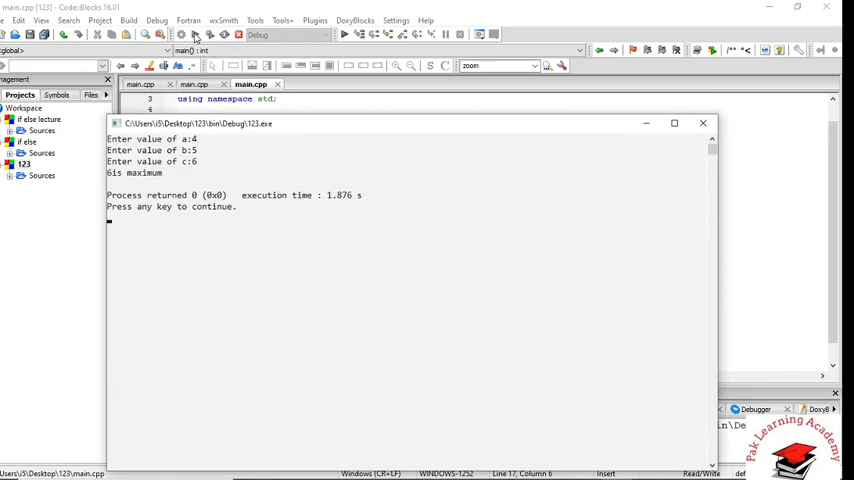 main.cpp [123] - Code::Blocks 16.01
Edit View Search Project Build Debug Fortran wxSmith Tools Tools+ Plugins DoxyBlocks Settings Help
Debug
<global> main() : int
/** *<
S C zoom
management
Projects Symbols Files
main.cpp main.cpp main.cpp
Workspace
if else lecture
Sources
if else
Sources
123
Sources
3 using namespace std;
4
C:\Users\i5\Desktop\123\bin\Debug\123.exe
Enter value of a:4
Enter value of b:5
Enter value of c:6
6is maximum
Process returned 0 (0x0) execution time : 1.876 s
Press any key to continue.
Debugger DoxyB
in\De
Pak Learning Academy
Users\i5\Desktop\123\main.cpp Windows (CR+LF) WINDOWS-1252 Line 17, Column 6 Insert Read/Write def